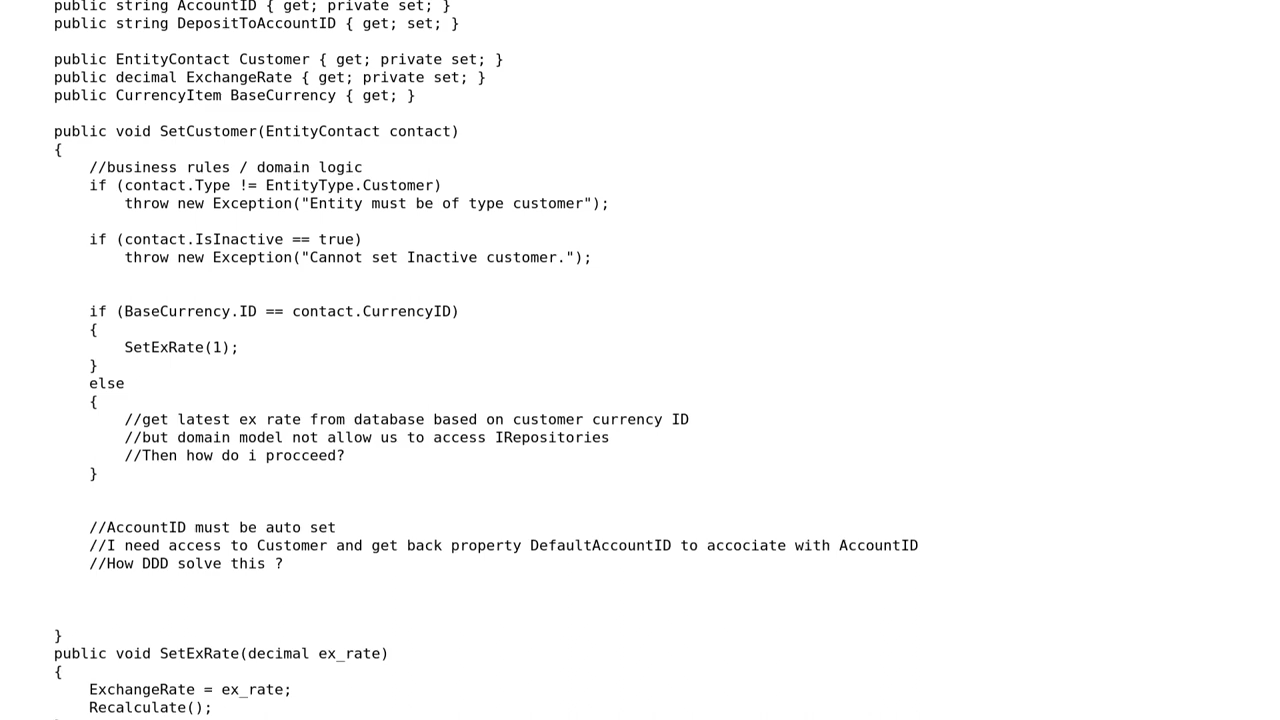 public string AccountID { get; private set; }
public string DepositToAccountID { get; set; }
public EntityContact Customer { get; private set; }
public decimal ExchangeRate { get; private set; }
public CurrencyItem BaseCurrency { get; }
public void SetCustomer(EntityContact contact)
{
//business rules / domain logic
if (contact.Type != EntityType.Customer)
throw new Exception("Entity must be of type customer");
if (contact.IsInactive == true)
throw new Exception("Cannot set Inactive customer.");
if (BaseCurrency.ID == contact.CurrencyID)
{
SetExRate(1);
}
else
{
//get latest ex rate from database based on customer currency ID
//but domain model not allow us to access IRepositories
//Then how do i procceed?
}
//AccountID must be auto set
//I need access to Customer and get back property DefaultAccountID to accociate with AccountID
//How DDD solve this ?
}
public void SetExRate(decimal ex_rate)
{
ExchangeRate = ex_rate;
Recalculate();